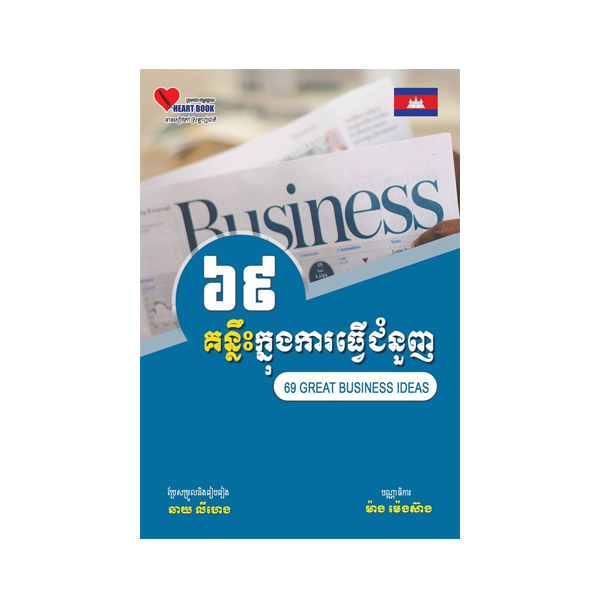 HEART BOOK
Business
News
៦៩
គន្លឹះក្នុងការធ្វើជំនួញ
69 GREAT BUSINESS IDEAS
ប្រែសម្រួលនិងរៀបរៀង
បណ្ណាធិការ
ឆាយ លីហេង
ម៉ាង ម៉េងស៊ាង